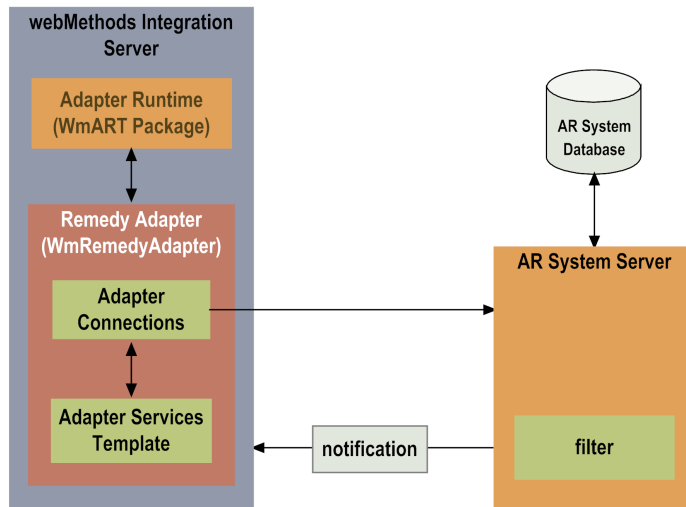 webMethods Integration
Server
Adapter Runtime
(WmART Package)
Remedy Adapter
(WmRemedyAdapter)
Adapter
Connections
Adapter Services
Template
notification
AR System
Database
AR System Server
filter